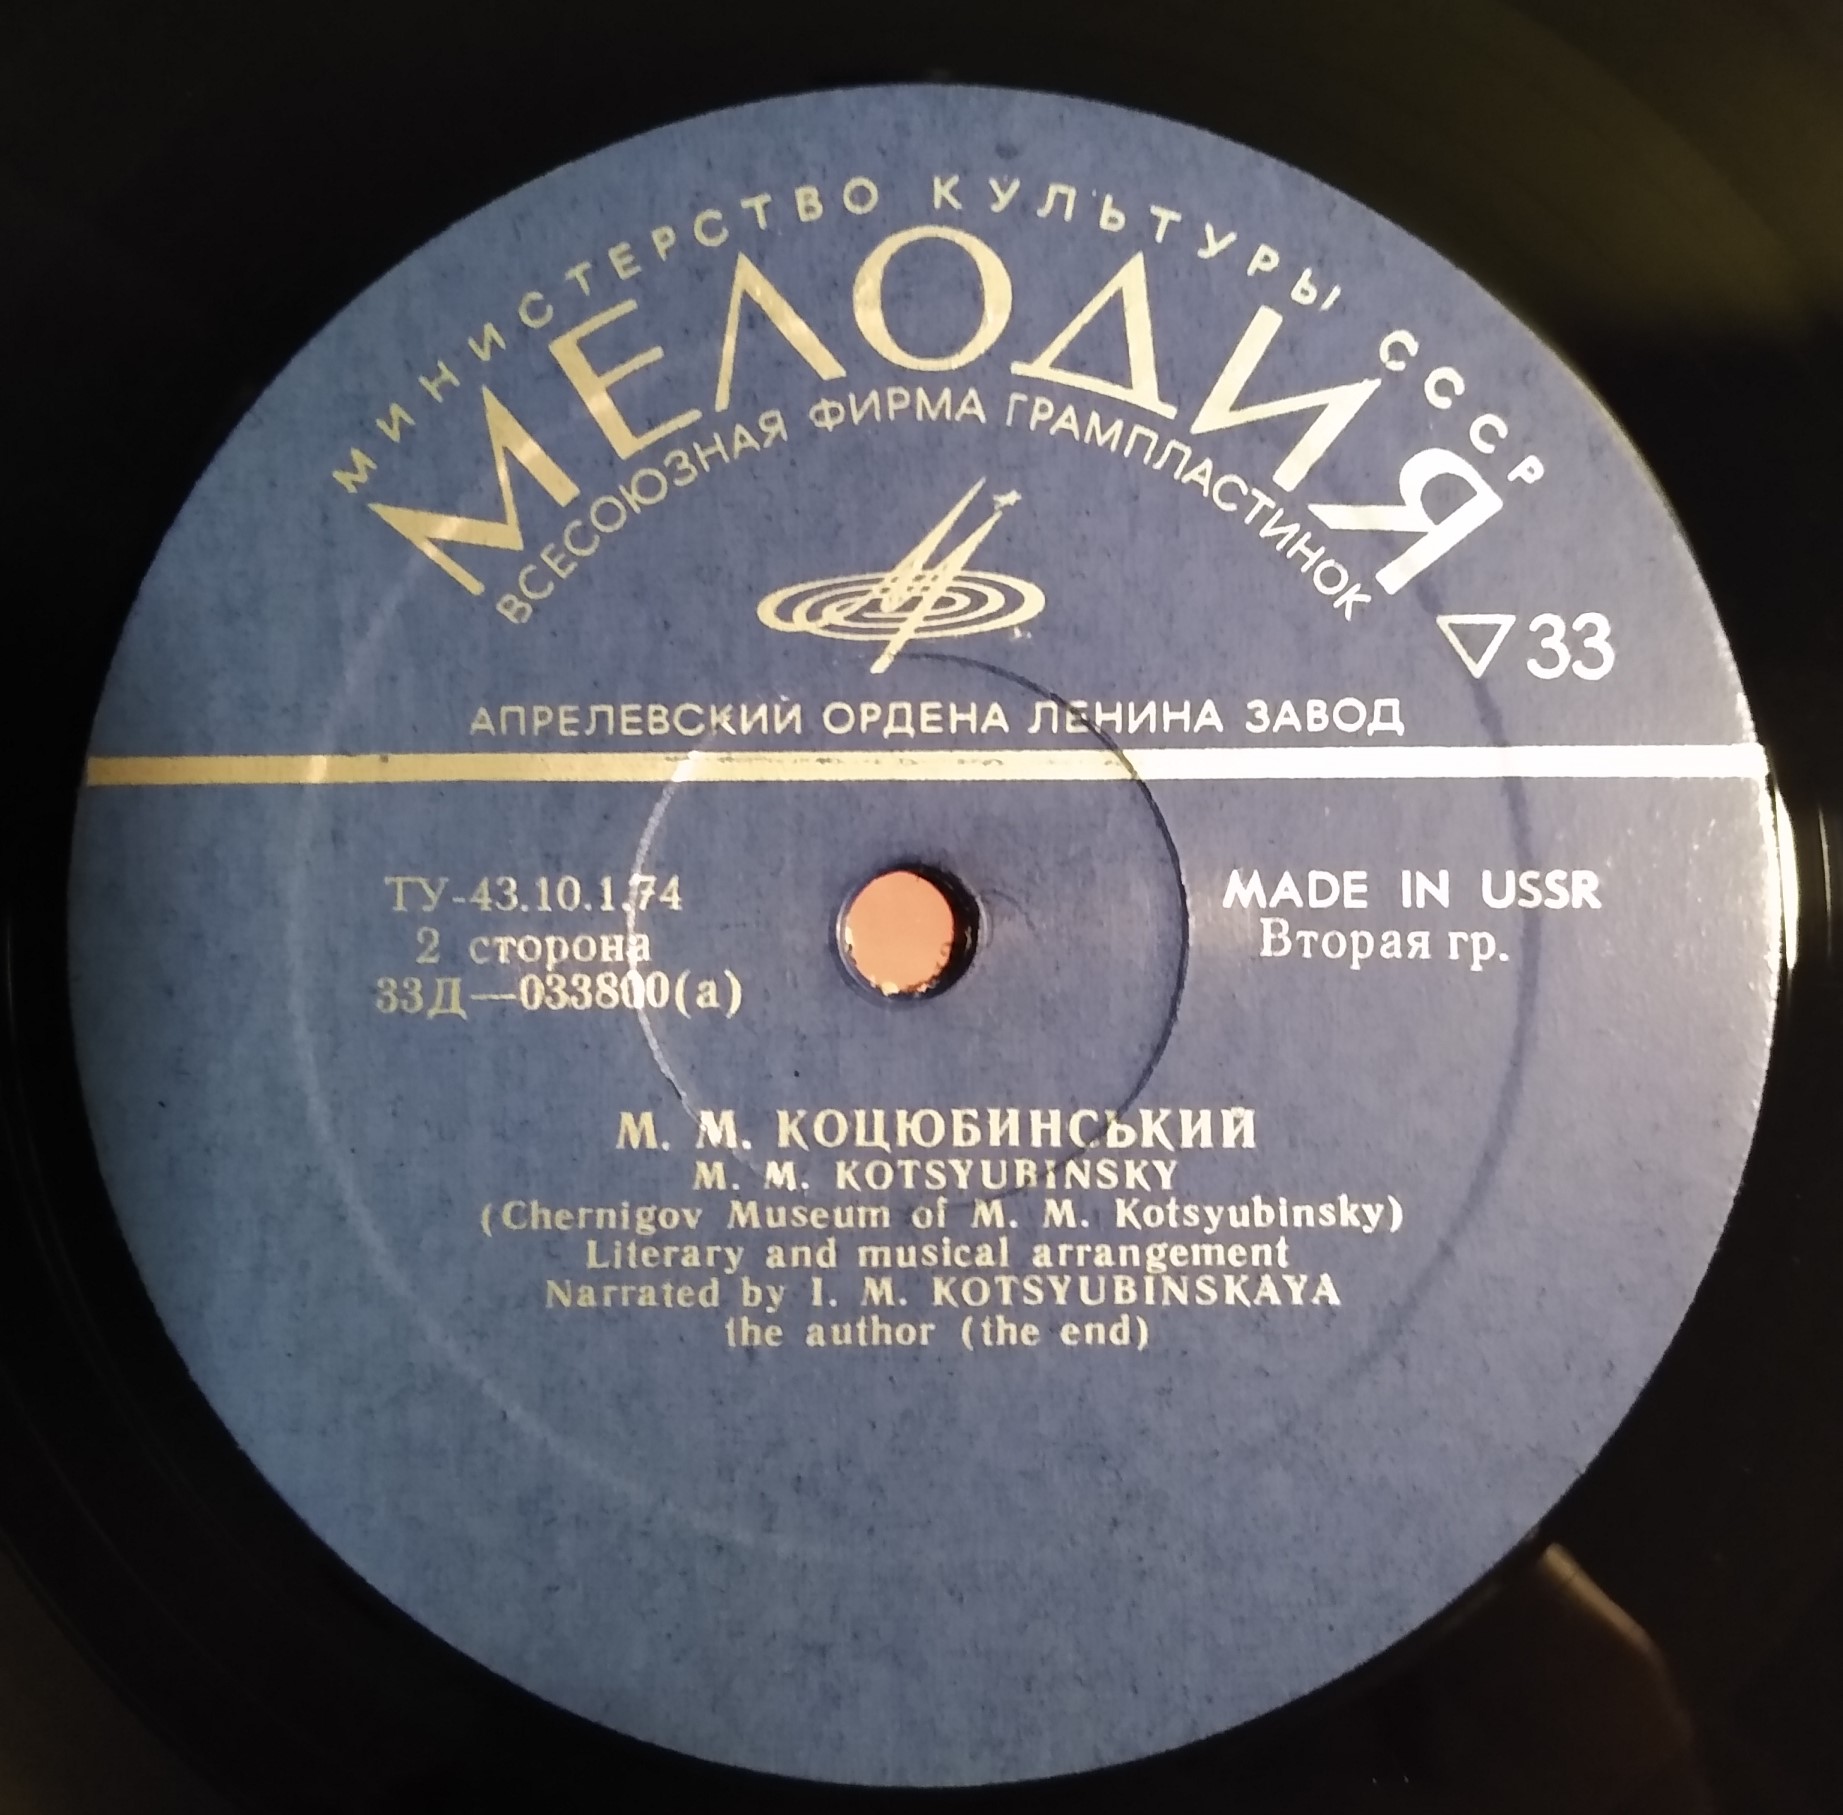 МИНИСТЕРСТВО КУЛЬТУРЫ СССР
МЕЛОДИЯ
ВСЕСОЮЗНАЯ ФИРМА ГРАМПЛАСТИНОК
▽33
АПРЕЛЕВСКИЙ ОРДЕНА ЛЕНИНА ЗАВОД
ТУ-43.10.1.74
2 сторона
33Д—033800(а)
MADE IN USSR
Вторая гр.
М. М. КОЦЮБИНСЬКИЙ
M. M. KOTSYUBINSKY
(Chernigov Museum of M. M. Kotsyubinsky)
Literary and musical arrangement
Narrated by I. M. KOTSYUBINSKAYA
the author (the end)